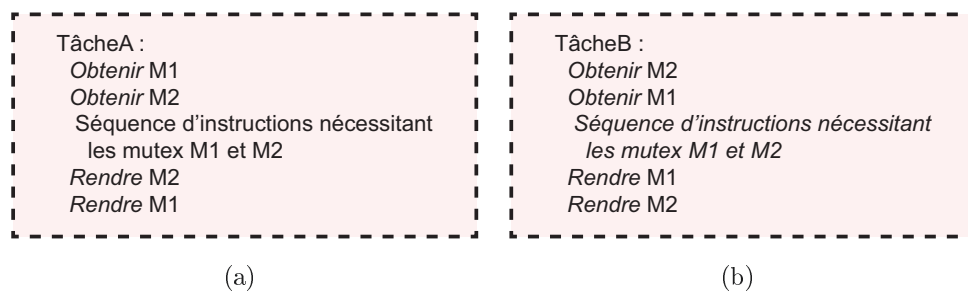 TâcheA :
Obtenir M1
Obtenir M2
Séquence d'instructions nécessitant
les mutex M1 et M2
Rendre M2
Rendre M1
(a)
TâcheB :
Obtenir M2
Obtenir M1
Séquence d'instructions nécessitant
les mutex M1 et M2
Rendre M1
Rendre M2
(b)